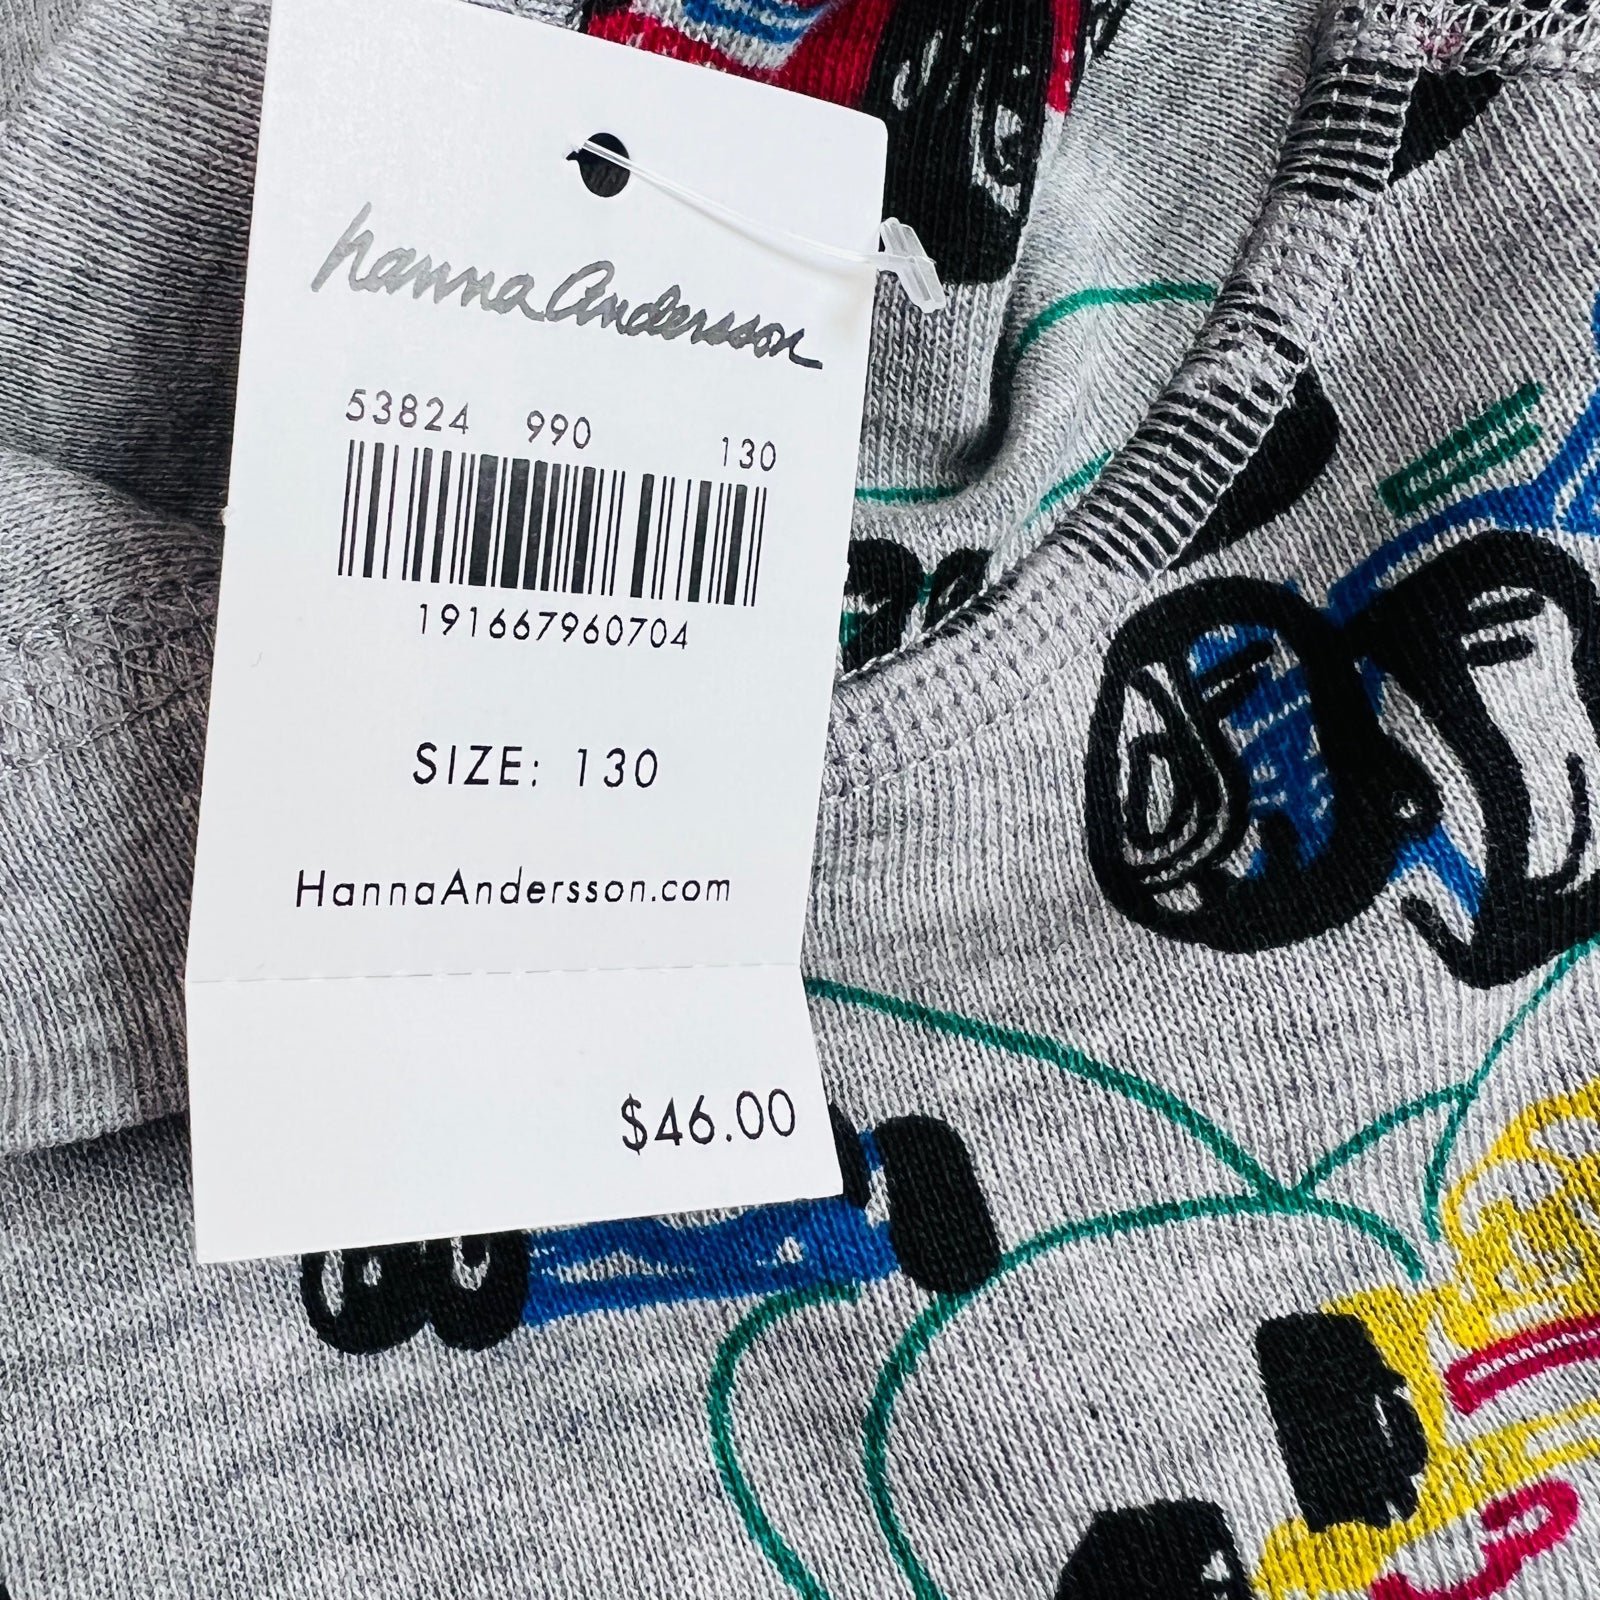 hanna Andersson
53824 990 130
191667960704
SIZE: 130
HannaAndersson.com
$46.00